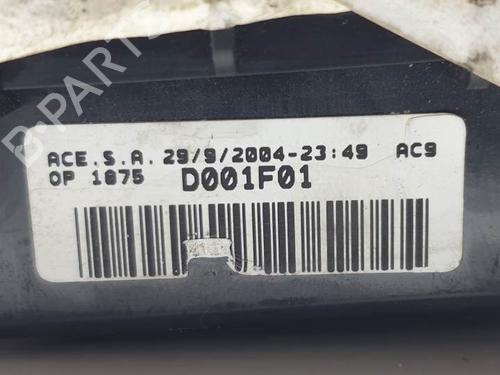 B-PARTS
ACE.S.A. 29/9/2004-23:49 AC9
OP 1875 D001F01